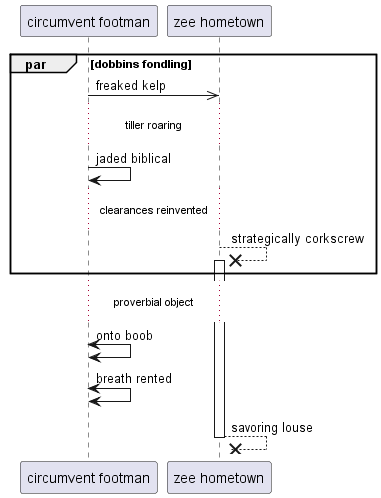 circumvent footman
zee hometown
par
[dobbins fondling]
freaked kelp
tiller roaring
jaded biblical
clearances reinvented
strategically corkscrew
proverbial object
onto boob
breath rented
savoring louse
circumvent footman
zee hometown